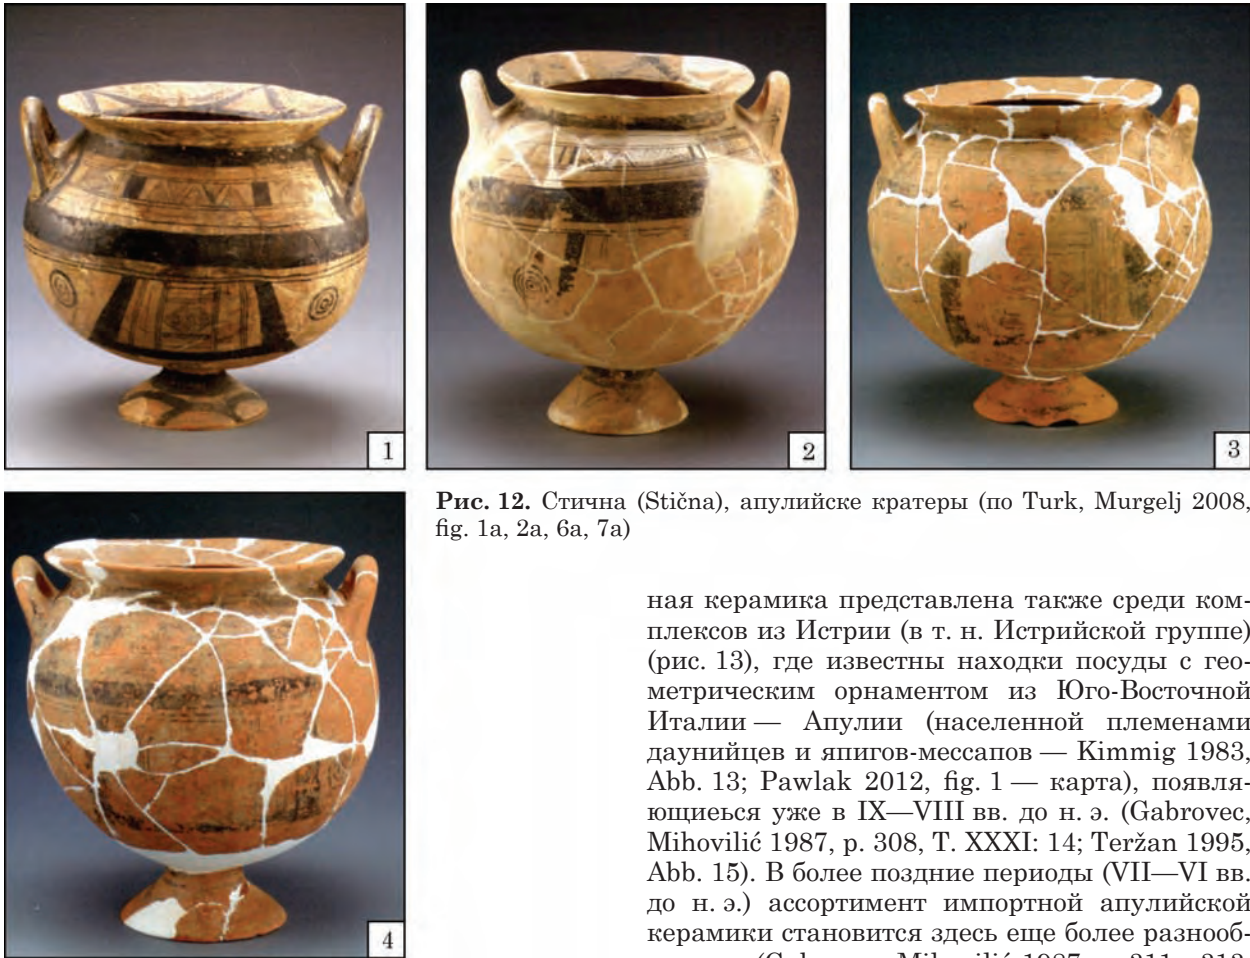 1
2
3
Рис. 12. Стична (Stična), апулийске кратеры (по Turk, Murgelj 2008,
fig. 1a, 2a, 6a, 7a)
4
ная керамика представлена также среди ком-
плексов из Истрии (в т. н. Истрийской группе)
(рис. 13), где известны находки посуды с гео-
метрическим орнаментом из Юго-Восточной
Италии — Апулии (населенной племенами
даунийцев и япигов-мессапов — Kimmig 1983,
Abb. 13; Pawlak 2012, fig. 1 — карта), появля-
ющиеься уже в IX—VIII вв. до н. э. (Gabrovec,
Mihovilić 1987, p. 308, T. XXXI: 14; Teržan 1995,
Abb. 15). В более поздние периоды (VII—VI вв.
до н. э.) ассортимент импортной апулийской
керамики становится здесь еще более разнооб-